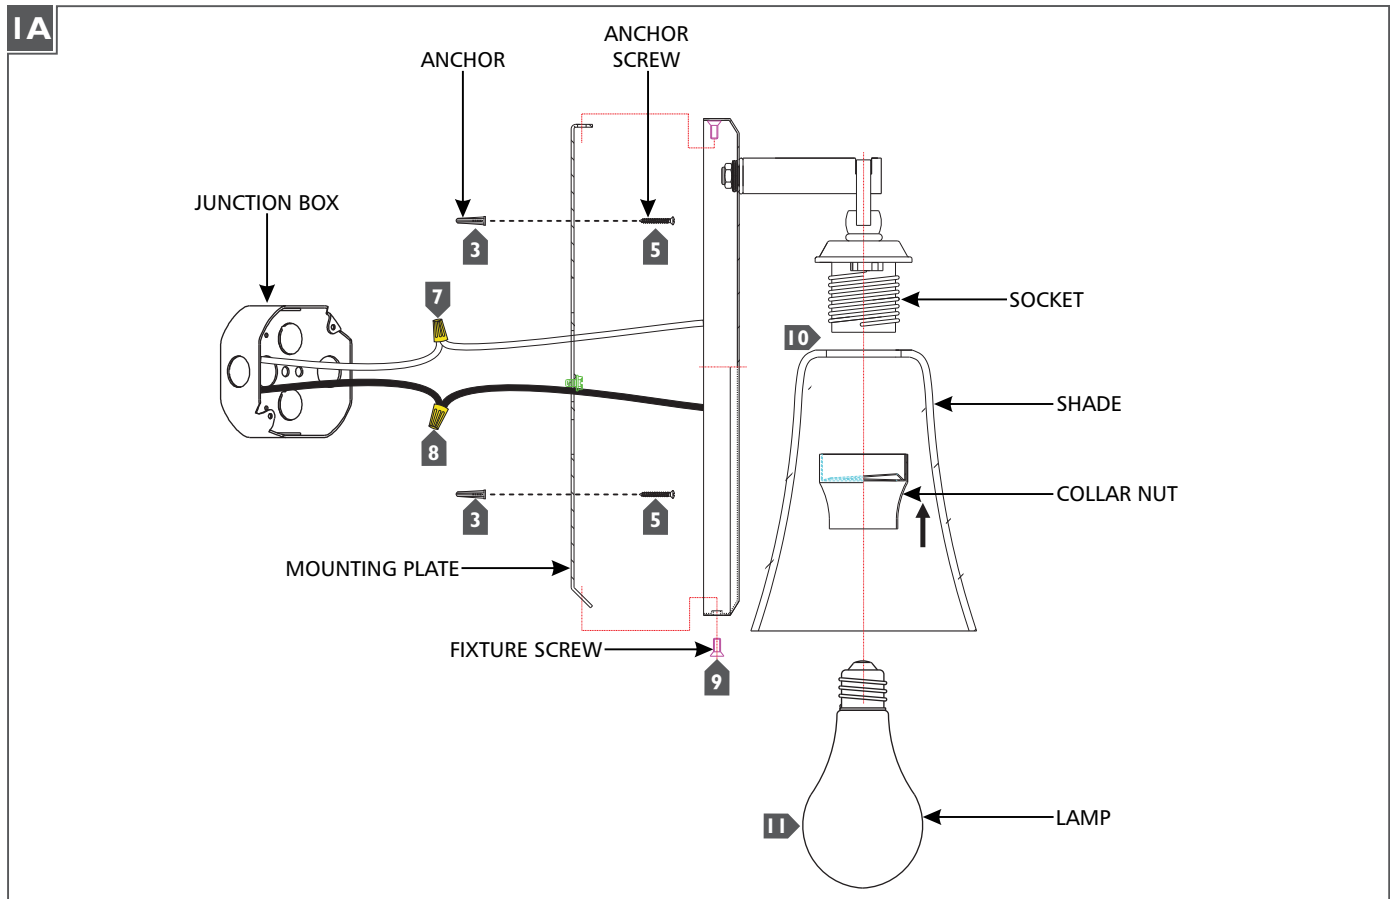 1A
ANCHOR
ANCHOR
SCREW
JUNCTION BOX
3
5
7
SOCKET
10
SHADE
8
COLLAR NUT
3
5
MOUNTING PLATE
FIXTURE SCREW
9
11
LAMP